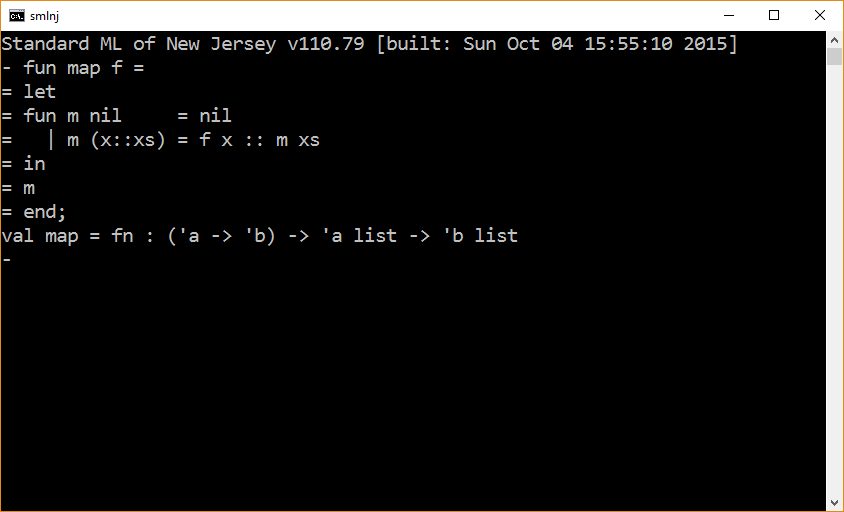 smlnj
Standard ML of New Jersey v110.79 [built: Sun Oct 04 15:55:10 2015]
- fun map f =
= let
= fun m nil     = nil
=   | m (x::xs) = f x :: m xs
= in
= m
= end;
val map = fn : ('a -> 'b) -> 'a list -> 'b list
-